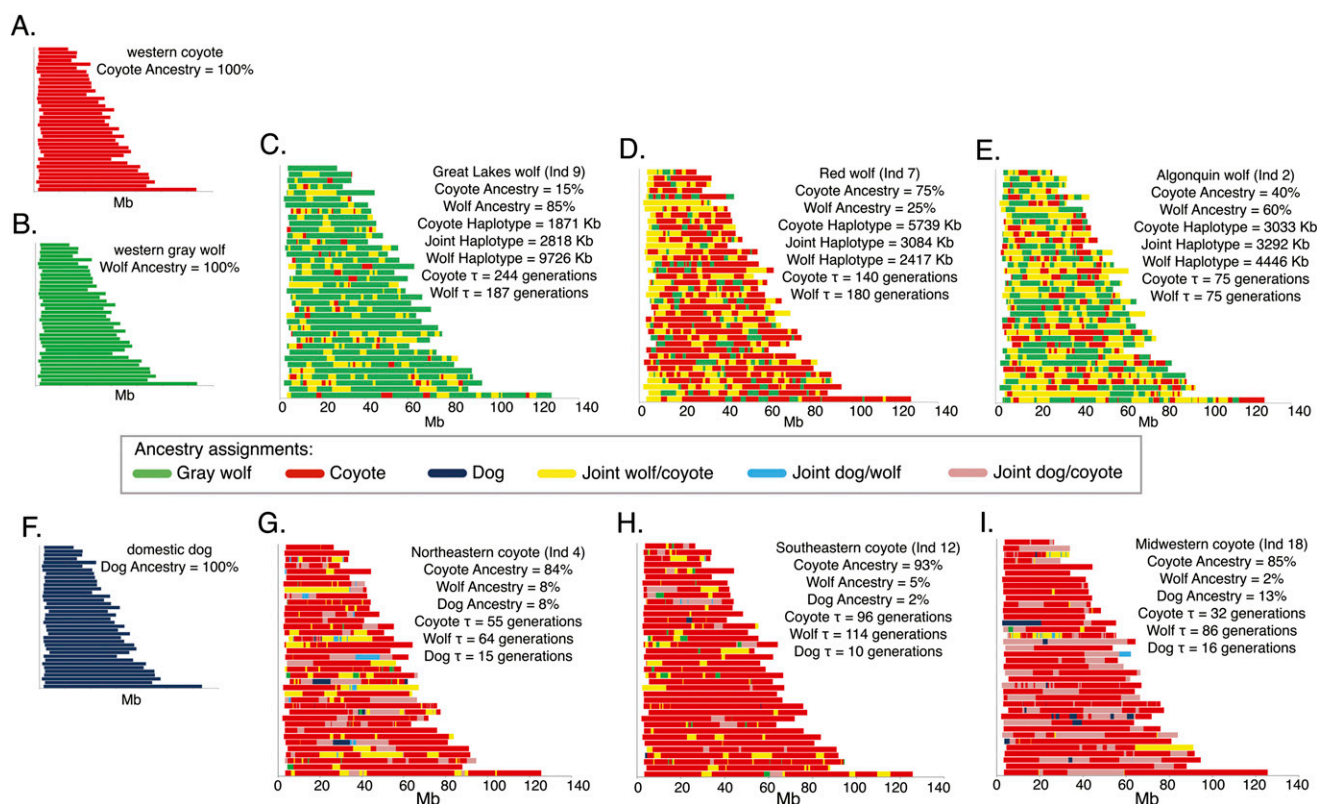 A.
western coyote
Coyote Ancestry = 100%
Mb
B.
western gray wolf
Wolf Ancestry = 100%
Mb
C.
Great Lakes wolf (Ind 9)
Coyote Ancestry = 15%
Wolf Ancestry = 85%
Coyote Haplotype = 1871 Kb
Joint Haplotype = 2818 Kb
Wolf Haplotype = 9726 Kb
Coyote τ = 244 generations
Wolf τ = 187 generations
0 20 40 60 80 100 120 140
Mb
D.
Red wolf (Ind 7)
Coyote Ancestry = 75%
Wolf Ancestry = 25%
Coyote Haplotype = 5739 Kb
Joint Haplotype = 3084 Kb
Wolf Haplotype = 2417 Kb
Coyote τ = 140 generations
Wolf τ = 180 generations
0 20 40 60 80 100 120 140
Mb
E.
Algonquin wolf (Ind 2)
Coyote Ancestry = 40%
Wolf Ancestry = 60%
Coyote Haplotype = 3033 Kb
Joint Haplotype = 3292 Kb
Wolf Haplotype = 4446 Kb
Coyote τ = 75 generations
Wolf τ = 75 generations
0 20 40 60 80 100 120 140
Mb
Ancestry assignments:
Gray wolf Coyote Dog Joint wolf/coyote Joint dog/wolf Joint dog/coyote
F.
domestic dog
Dog Ancestry = 100%
Mb
G.
Northeastern coyote (Ind 4)
Coyote Ancestry = 84%
Wolf Ancestry = 8%
Dog Ancestry = 8%
Coyote τ = 55 generations
Wolf τ = 64 generations
Dog τ = 15 generations
0 20 40 60 80 100 120 140
Mb
H.
Southeastern coyote (Ind 12)
Coyote Ancestry = 93%
Wolf Ancestry = 5%
Dog Ancestry = 2%
Coyote τ = 96 generations
Wolf τ = 114 generations
Dog τ = 10 generations
0 20 40 60 80 100 120 140
Mb
I.
Midwestern coyote (Ind 18)
Coyote Ancestry = 85%
Wolf Ancestry = 2%
Dog Ancestry = 13%
Coyote τ = 32 generations
Wolf τ = 86 generations
Dog τ = 16 generations
0 20 40 60 80 100 120 140
Mb